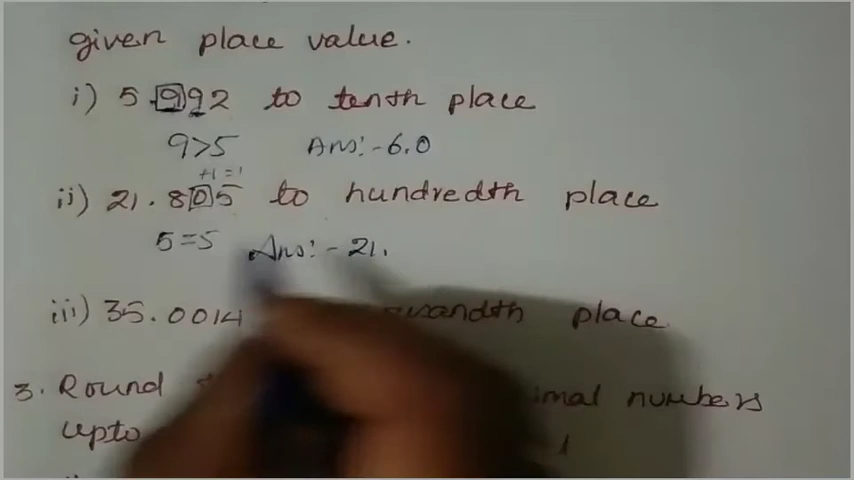 given place value.
i) 5.992 to tenth place
9>5 Ans:- 6.0
+1=1
ii) 21.805 to hundredth place
5=5 Ans:- 21.
iii) 35.0014 place
3. Round numbers
upto